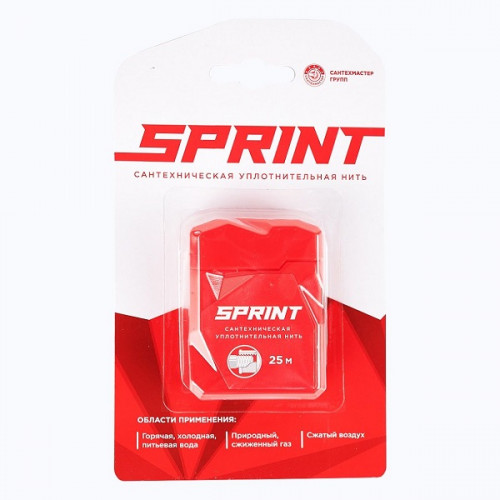 САНТЕХМАСТЕР
ГРУПП
SPRINT
САНТЕХНИЧЕСКАЯ УПЛОТНИТЕЛЬНАЯ НИТЬ
SPRINT
САНТЕХНИЧЕСКАЯ
УПЛОТНИТЕЛЬНАЯ НИТЬ
25 м
ОБЛАСТИ ПРИМЕНЕНИЯ:
Горячая, холодная,
питьевая вода
Природный,
сжиженный газ
Сжатый воздух